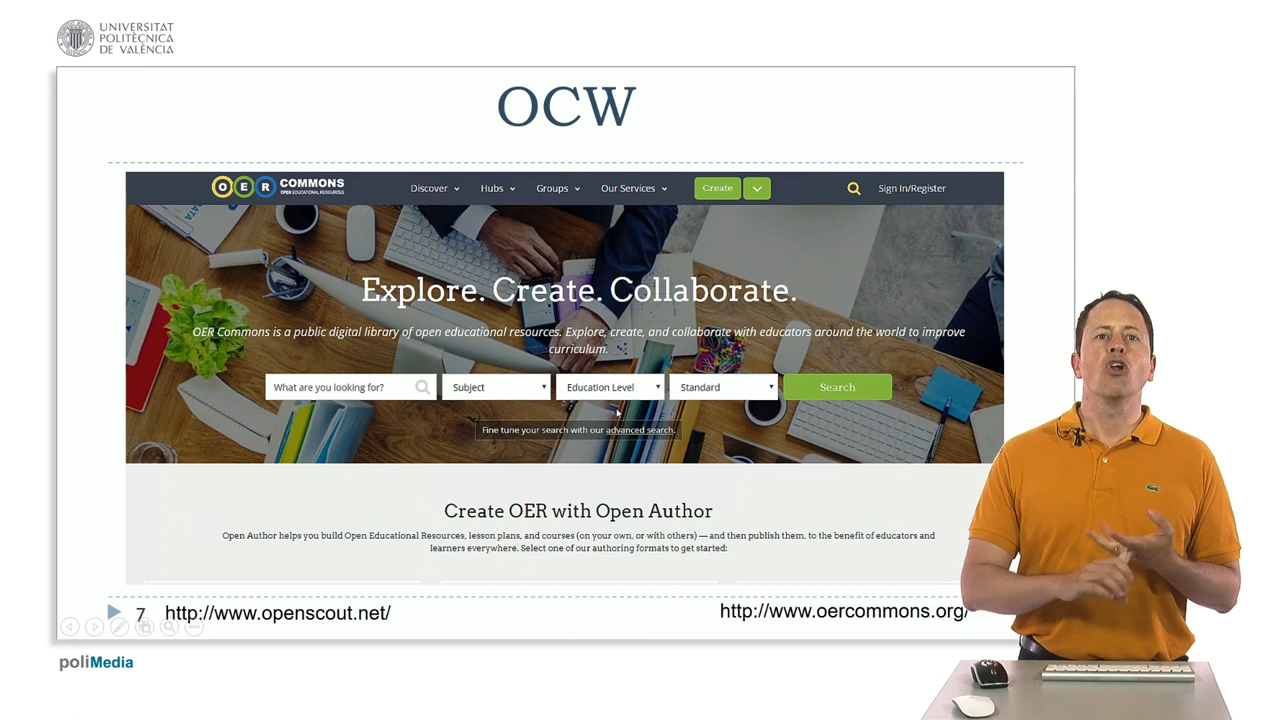 UNIVERSITAT
POLITÈCNICA
DE VALÈNCIA
OCW
OER COMMONS
OPEN EDUCATIONAL RESOURCES
Discover Hubs Groups Our Services Create Sign In/Register
Explore. Create. Collaborate.
OER Commons is a public digital library of open educational resources. Explore, create, and collaborate with educators around the world to improve
curriculum.
What are you looking for? Subject Education Level Standard Search
Fine tune your search with our advanced search.
Create OER with Open Author
Open Author helps you build Open Educational Resources, lesson plans, and courses (on your own, or with others) — and then publish them, to the benefit of educators and
learners everywhere. Select one of our authoring formats to get started:
7 http://www.openscout.net/ http://www.oercommons.org/
poliMedia